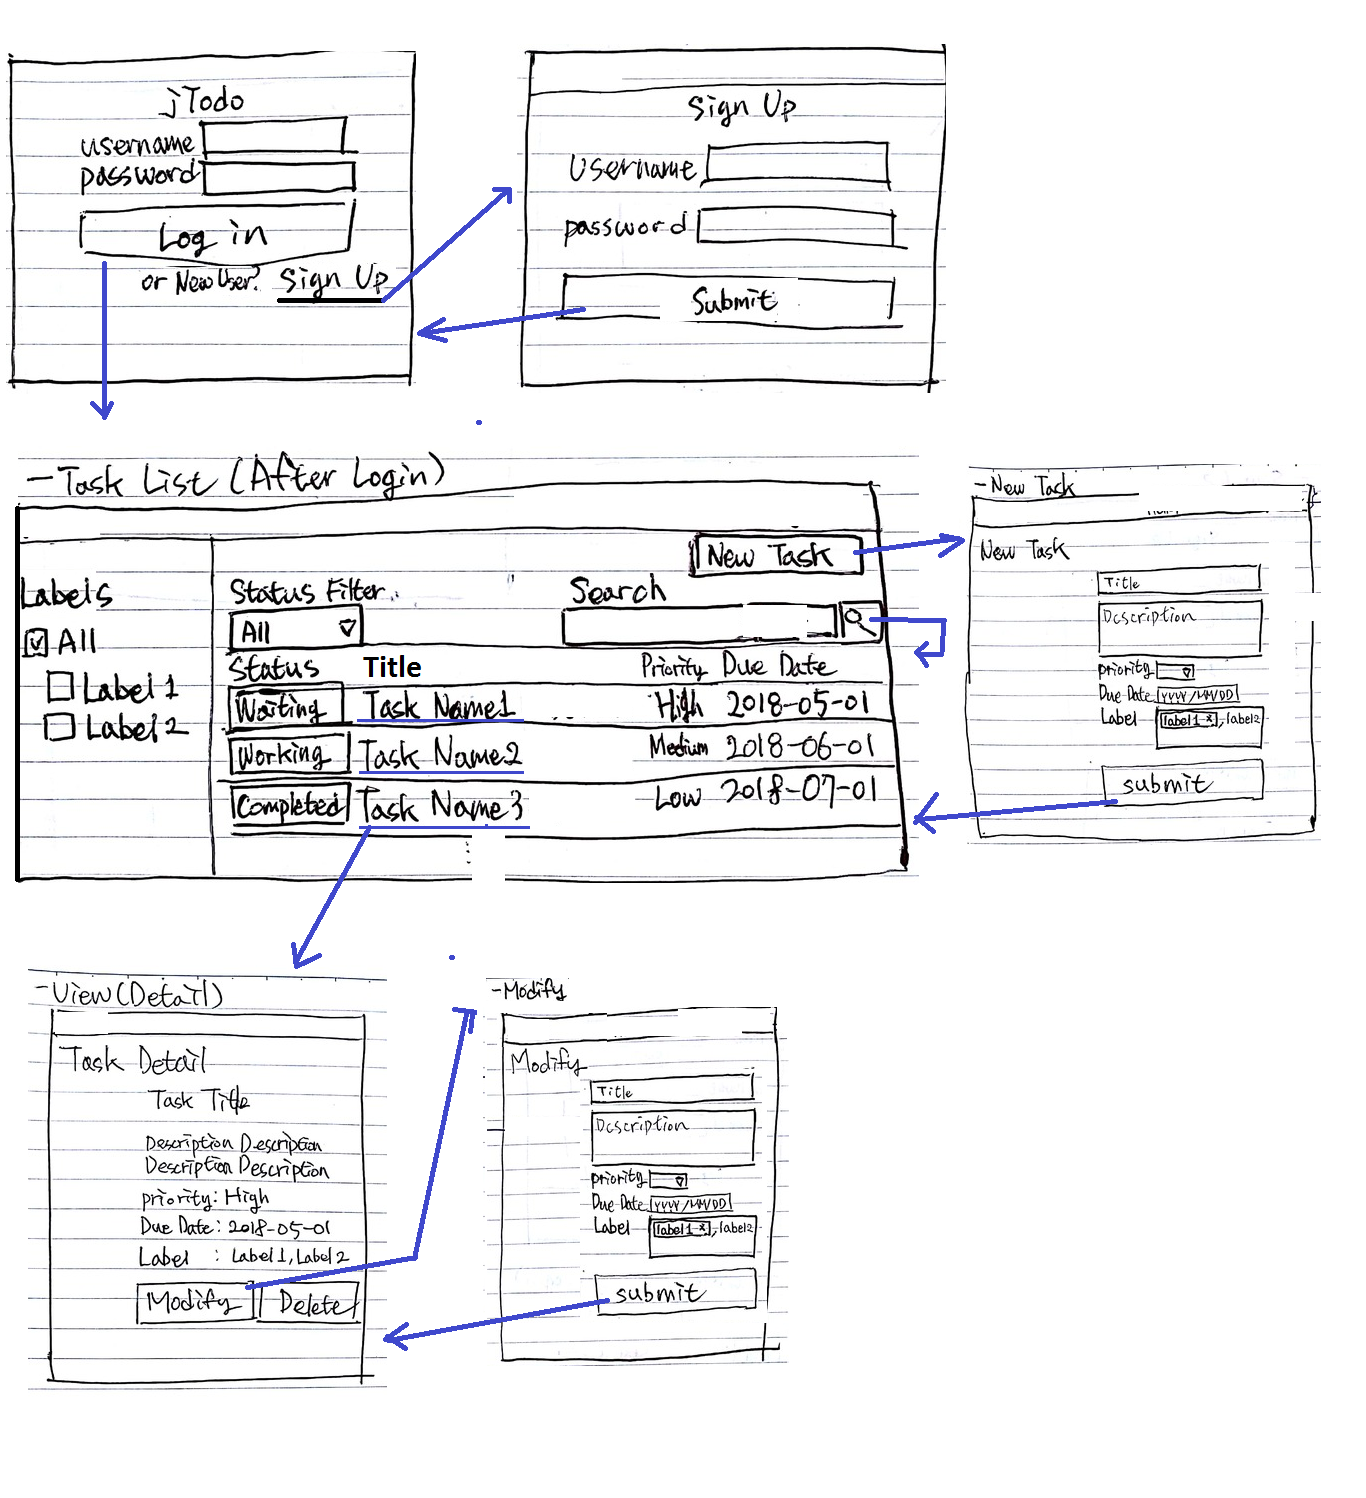 jTodo
username
password
Log in
or New User? Sign Up
Sign Up
Username
password
Submit
-Task List (After Login)
New Task
Labels
All
Label 1
Label 2
Status Filter
All
Search
Status Title Priority Due Date
Waiting Task Name1 High 2018-05-01
Working Task Name2 Medium 2018-06-01
Completed Task Name3 Low 2018-07-01
-New Task
New Task
Title
Description
priority
Due Date YYYY/MM/DD
Label label1 x, label2
submit
-View(Detail)
Task Detail
Task Title
Description Description
Description Description
priority: High
Due Date: 2018-05-01
Label : Label1, Label2
Modify Delete
-Modify
Modify
Title
Description
priority
Due Date YYYY/MM/DD
Label label1 x, label2
submit